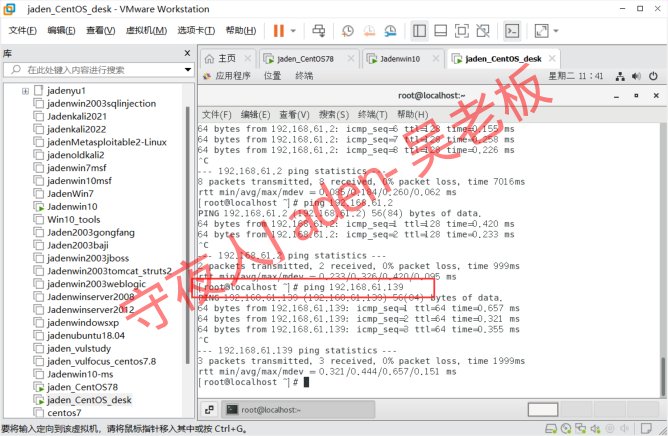 jaden_CentOS_desk - VMware Workstation
文件(F) 编辑(E) 查看(V) 虚拟机(M) 选项卡(T) 帮助(H)
库
在此处键入内容进行搜索
jadenyu1
jadenwin2003sqlinjection
Jadenkali2021
jadenkali2022
jadenMetasploitable2-Linux
jadenoldkali2
jadenwin7msf
jadenwin10msf
JadenWin7
Jadenwin10
Win10_tools
Jaden2003gongfang
Jaden2003baji
jadenwin2003jboss
Jadenwin2003tomcat_struts2
Jadenwin2003weblogic
Jadenwinserver2008
Jadenwinserver2012
jadenwindowsxp
jadenubuntu18.04
jaden_vulstudy
jaden_vulfocus_centos7.8
Jadenwin10-ms
jaden_CentOS78
jaden_CentOS_desk
centos7
主页 jaden_CentOS78 Jadenwin10 jaden_CentOS_desk
应用程序 位置 终端 星期二 11:41
root@localhost:~
文件(F) 编辑(E) 查看(V) 搜索(S) 终端(T) 帮助(H)
64 bytes from 192.168.61.2: icmp_seq=6 ttl=128 time=0.155 ms
64 bytes from 192.168.61.2: icmp_seq=7 ttl=128 time=0.258 ms
64 bytes from 192.168.61.2: icmp_seq=8 ttl=128 time=0.226 ms
^C
--- 192.168.61.2 ping statistics ---
8 packets transmitted, 8 received, 0% packet loss, time 7016ms
rtt min/avg/max/mdev = 0.085/0.184/0.260/0.062 ms
[root@localhost ~]# ping 192.168.61.2
PING 192.168.61.2 (192.168.61.2) 56(84) bytes of data.
64 bytes from 192.168.61.2: icmp_seq=1 ttl=128 time=0.420 ms
64 bytes from 192.168.61.2: icmp_seq=2 ttl=128 time=0.233 ms
^C
--- 192.168.61.2 ping statistics ---
2 packets transmitted, 2 received, 0% packet loss, time 999ms
rtt min/avg/max/mdev = 0.233/0.326/0.420/0.095 ms
[root@localhost ~]# ping 192.168.61.139
PING 192.168.61.139 (192.168.61.139) 56(84) bytes of data.
64 bytes from 192.168.61.139: icmp_seq=1 ttl=64 time=0.657 ms
64 bytes from 192.168.61.139: icmp_seq=2 ttl=64 time=0.321 ms
64 bytes from 192.168.61.139: icmp_seq=3 ttl=64 time=0.355 ms
^C
--- 192.168.61.139 ping statistics ---
3 packets transmitted, 3 received, 0% packet loss, time 1999ms
rtt min/avg/max/mdev = 0.321/0.444/0.657/0.151 ms
[root@localhost ~]#
root@localhost:~
要将输入定向到该虚拟机，请将鼠标指针移入其中或按 Ctrl+G。
守夜人Jaden-吴老板